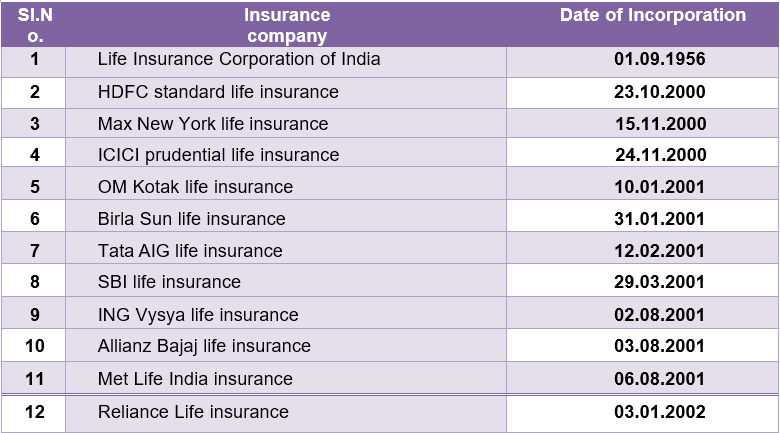 Sl.N o. Insurance company Date of Incorporation
1 Life Insurance Corporation of India 01.09.1956
2 HDFC standard life insurance 23.10.2000
3 Max New York life insurance 15.11.2000
4 ICICI prudential life insurance 24.11.2000
5 OM Kotak life insurance 10.01.2001
6 Birla Sun life insurance 31.01.2001
7 Tata AIG life insurance 12.02.2001
8 SBI life insurance 29.03.2001
9 ING Vysya life insurance 02.08.2001
10 Allianz Bajaj life insurance 03.08.2001
11 Met Life India insurance 06.08.2001
12 Reliance Life insurance 03.01.2002